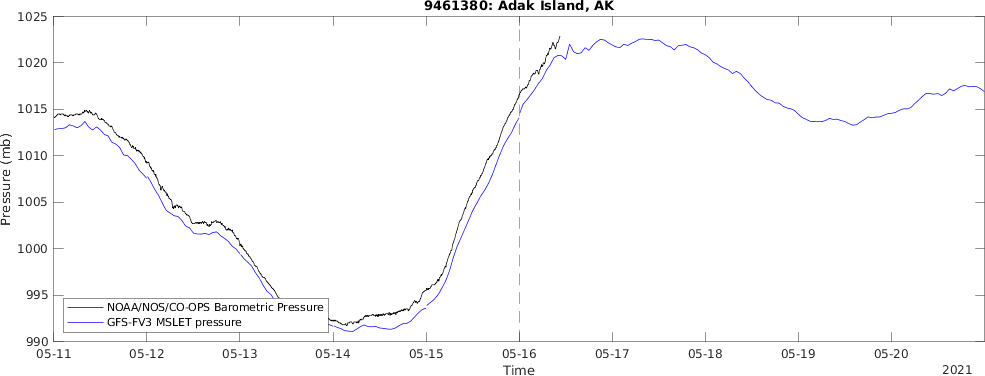 9461380: Adak Island, AK
1025
1020
1015
1010
1005
1000
995
990
Pressure (mb)
NOAA/NOS/CO-OPS Barometric Pressure
GFS-FV3 MSLET pressure
05-11 05-12 05-13 05-14 05-15 05-16 05-17 05-18 05-19 05-20
Time
2021